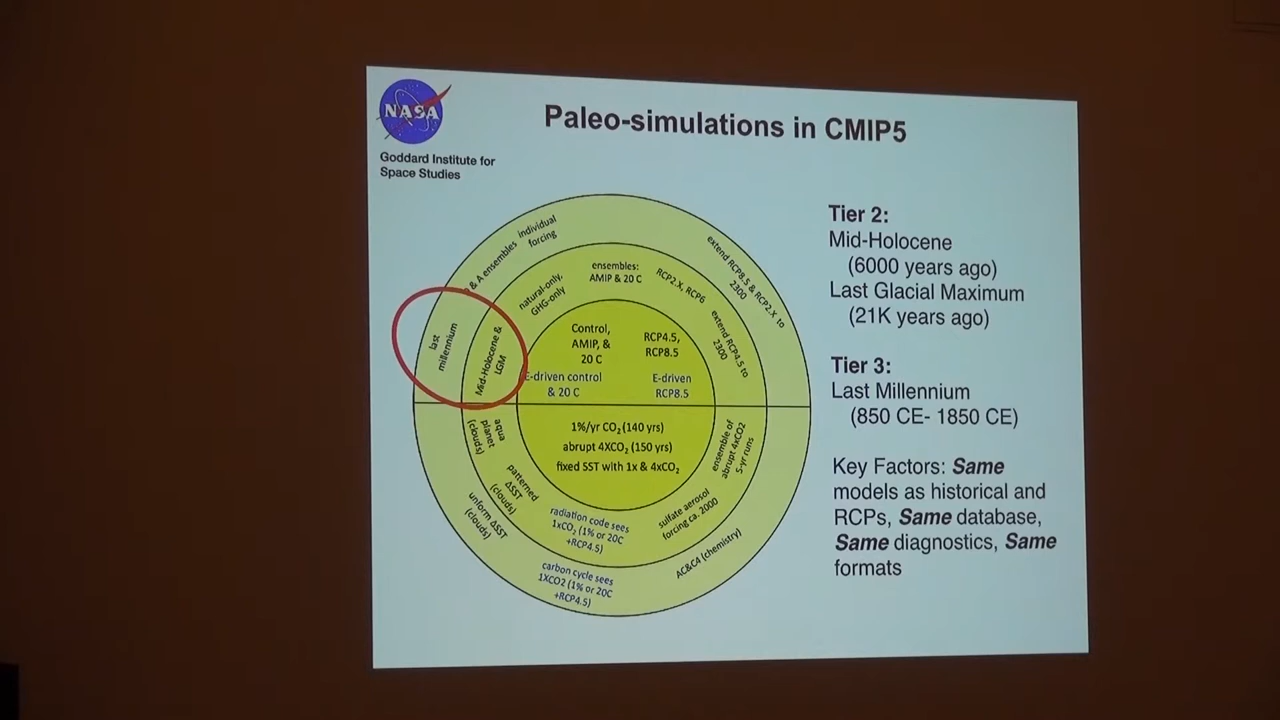 NASA
Goddard Institute for
Space Studies
Paleo-simulations in CMIP5
individual
forcing
& A ensembles
extend RCP8.5 & RCP2.X to
2300
ensembles:
AMIP & 20 C
natural-only,
GHG-only
RCP2.X, RCP6
extend RCP4.5 to
2300
last
millennium
Mid-Holocene &
LGM
Control,
AMIP, &
20 C
RCP4.5,
RCP8.5
E-driven control
& 20 C
E-driven
RCP8.5
1%/yr CO2 (140 yrs)
abrupt 4XCO2 (150 yrs)
fixed SST with 1x & 4xCO2
aqua
planet
(clouds)
ensemble of
abrupt 4xCO2
5-yr runs
patterned
ΔSST
(clouds)
unform ΔSST
(clouds)
radiation code sees
1xCO2 (1% or 20C
+RCP4.5)
sulfate aerosol
forcing ca. 2000
carbon cycle sees
1XCO2 (1% or 20C
+RCP4.5)
AC&C4 (chemistry)
Tier 2:
Mid-Holocene
(6000 years ago)
Last Glacial Maximum
(21K years ago)
Tier 3:
Last Millennium
(850 CE- 1850 CE)
Key Factors: Same
models as historical and
RCPs, Same database,
Same diagnostics, Same
formats